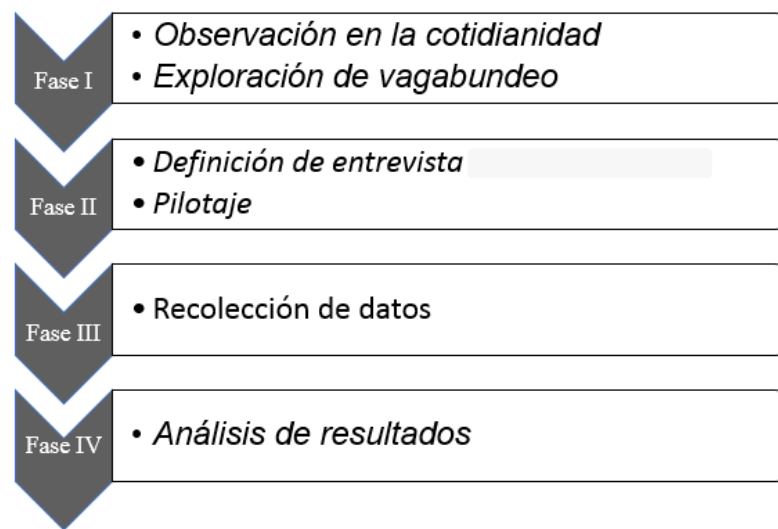 Fase I
• Observación en la cotidianidad
• Exploración de vagabundeo
Fase II
• Definición de entrevista
• Pilotaje
Fase III
• Recolección de datos
Fase IV
• Análisis de resultados